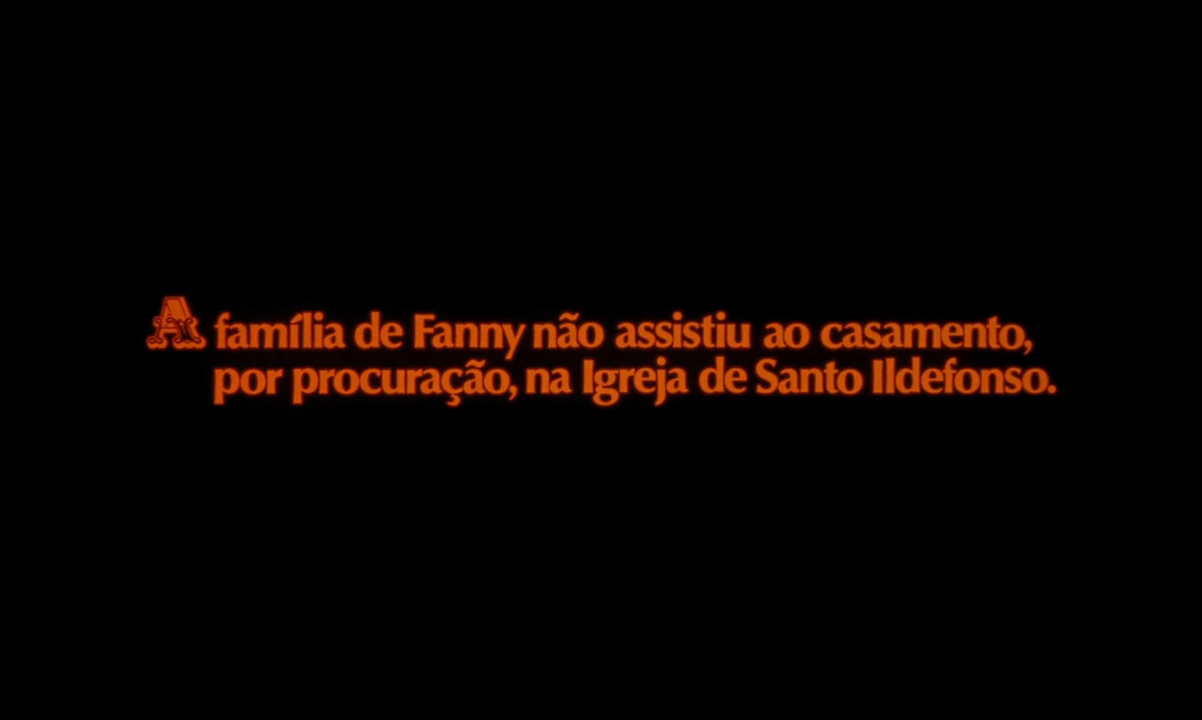 A família de Fanny não assistiu ao casamento,
por procuração, na Igreja de Santo Ildefonso.